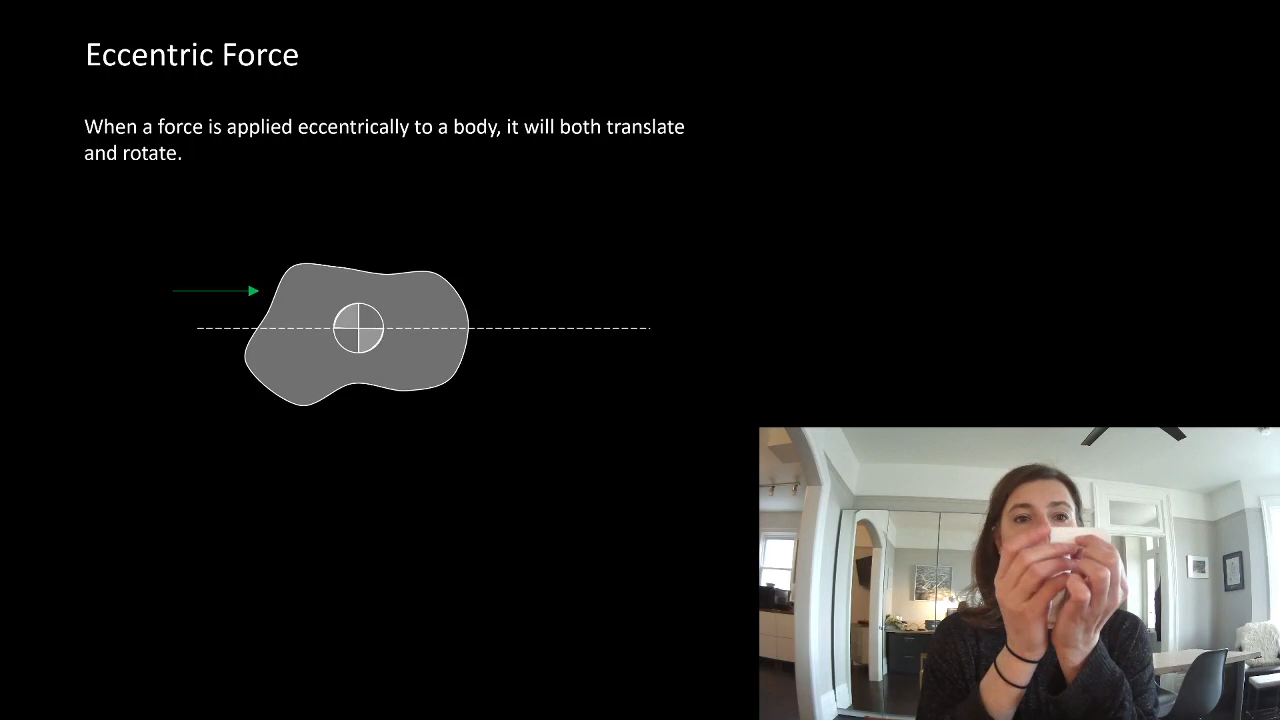 Eccentric Force
When a force is applied eccentrically to a body, it will both translate
and rotate.